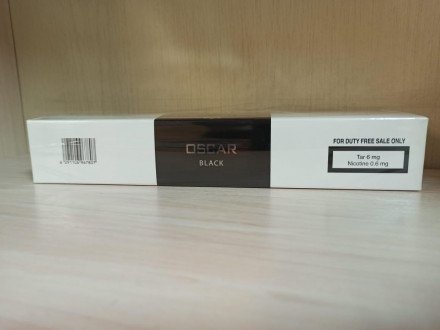 OSCAR
BLACK
FOR DUTY FREE SALE ONLY
Tar 6 mg
Nicotine 0.6 mg